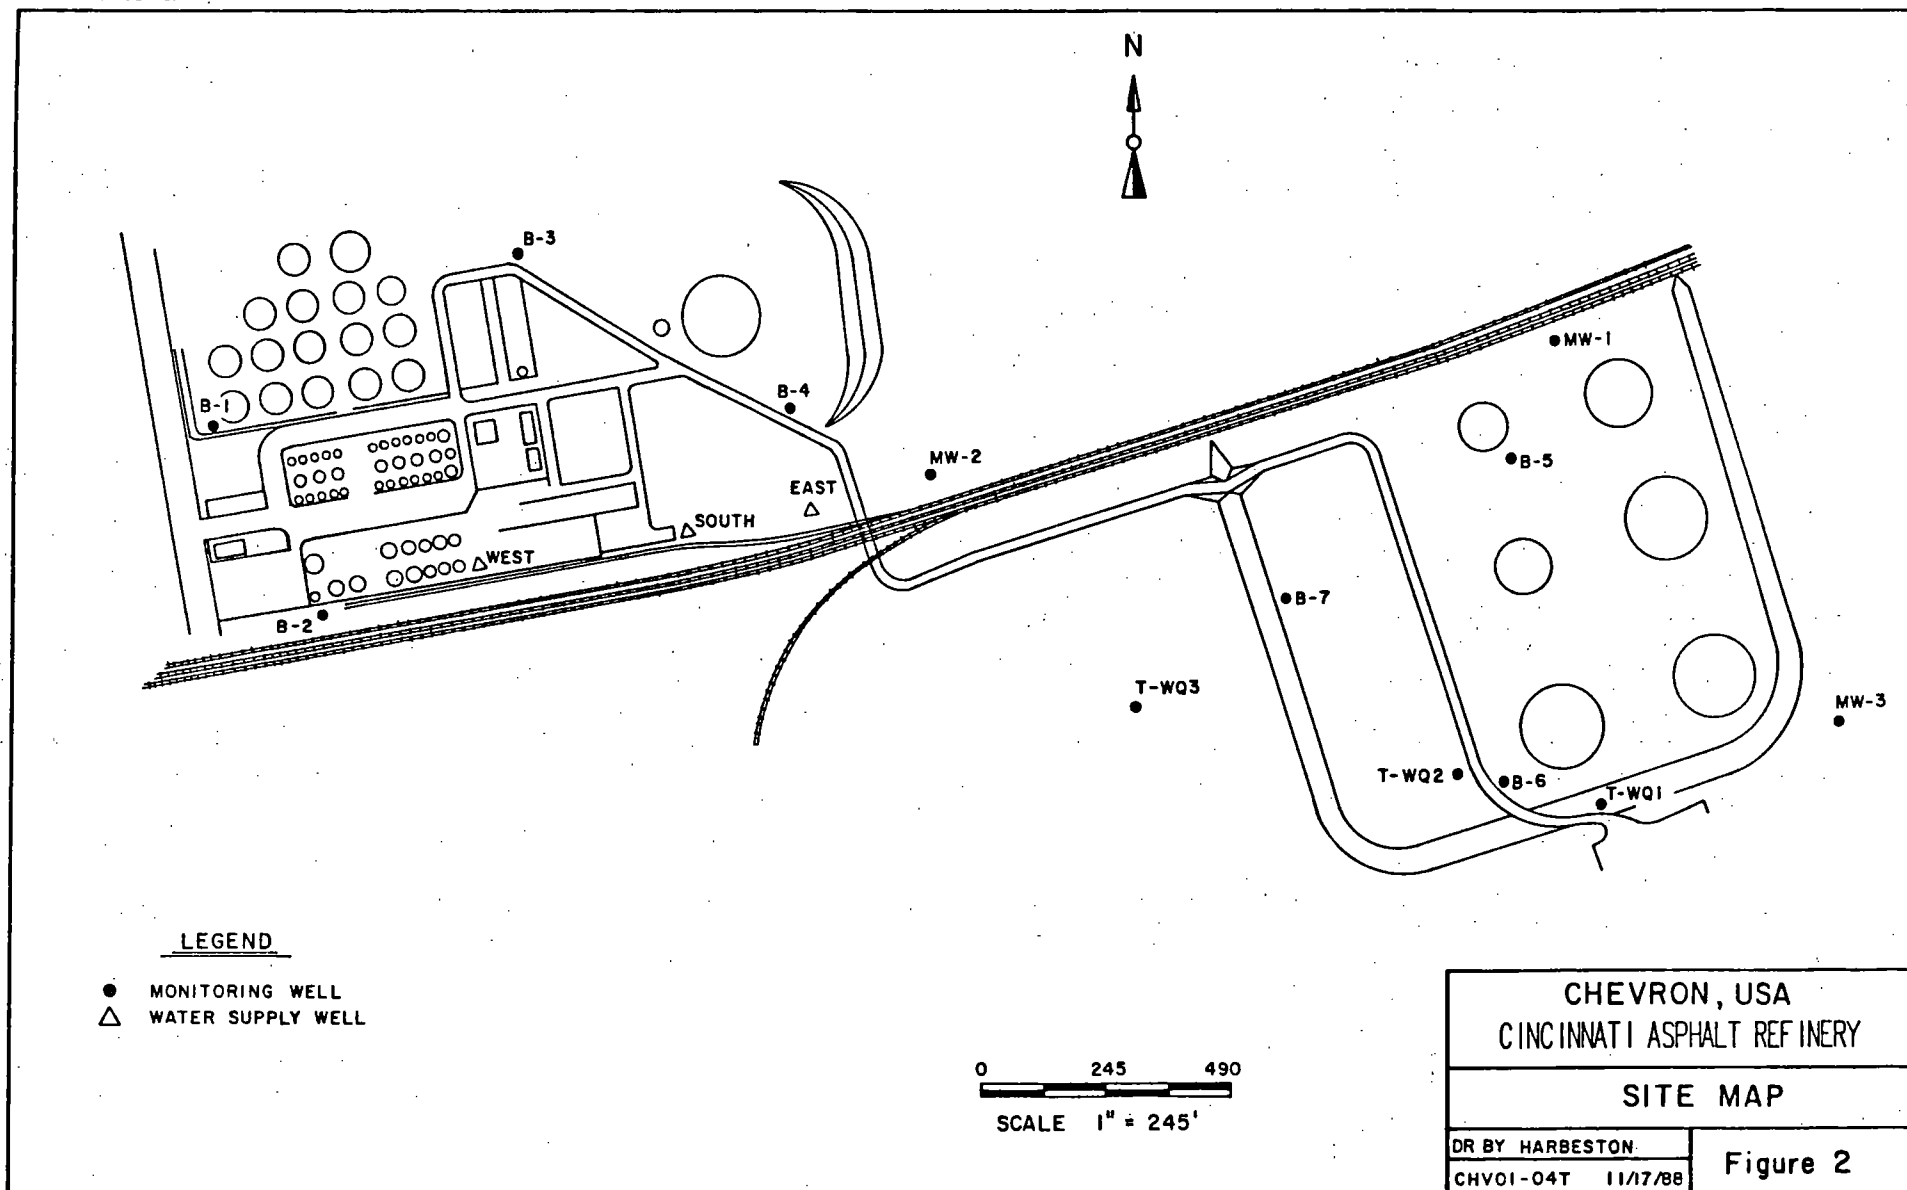 N
B-3
MW-1
B-1
B-4
B-5
MW-2
EAST
SOUTH
WEST
B-7
B-2
T-WQ3
MW-3
T-WQ2
B-6
T-WQ1
LEGEND
MONITORING WELL
WATER SUPPLY WELL
0 245 490
SCALE 1" = 245'
CHEVRON, USA
CINCINNATI ASPHALT REFINERY
SITE MAP
DR BY HARBESTON
CHV01-04T 11/17/88
Figure 2